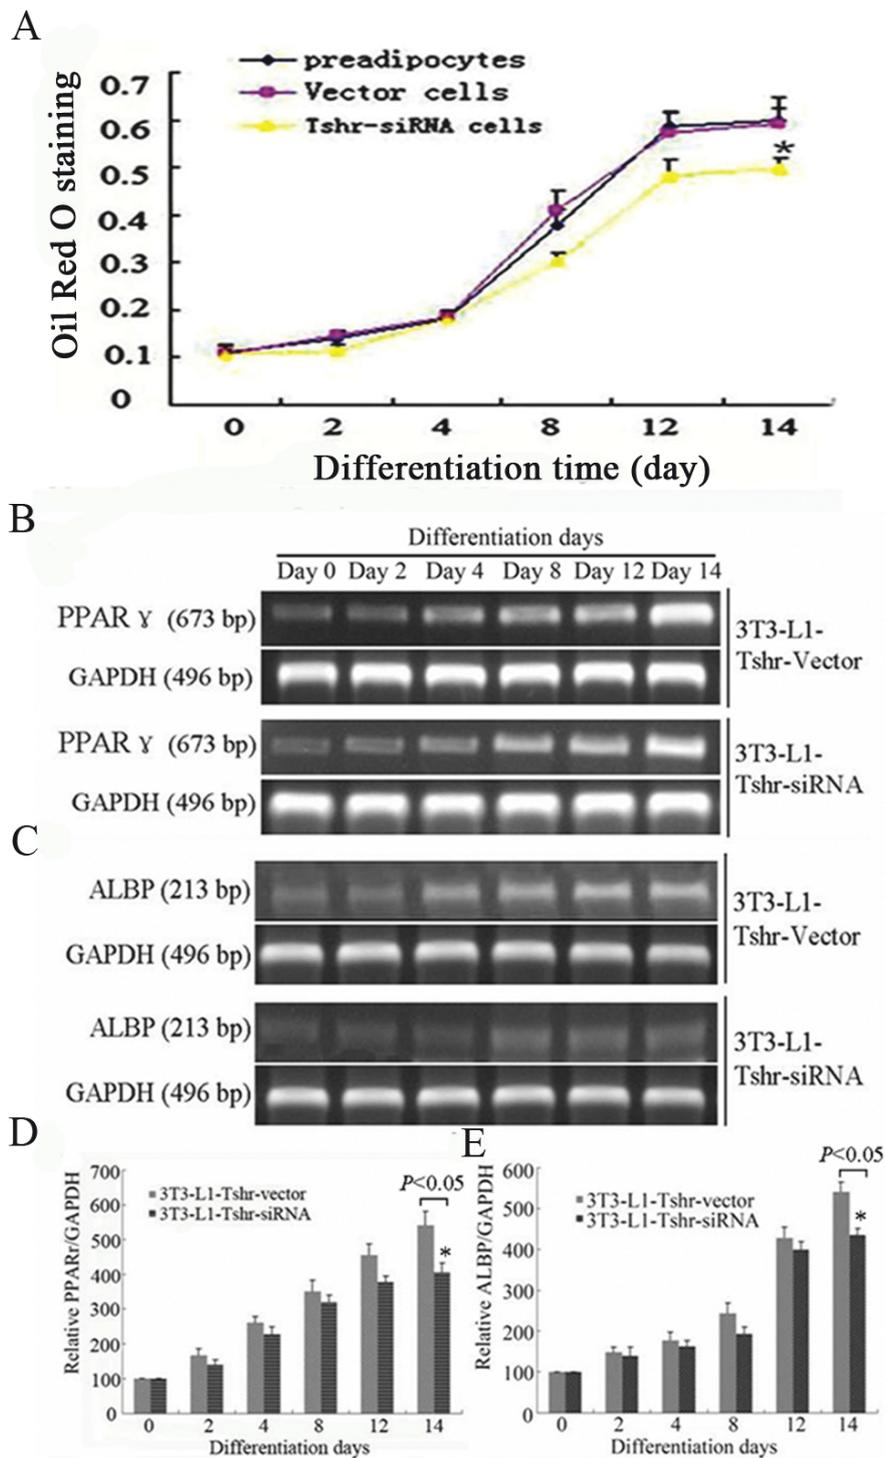 A
preadipocytes
Vector cells
Tshr-siRNA cells
Oil Red O staining
0.7
0.6
0.5
0.4
0.3
0.2
0.1
0
*
0 2 4 8 12 14
Differentiation time (day)
B
Differentiation days
Day 0 Day 2 Day 4 Day 8 Day 12 Day 14
PPAR γ (673 bp)
GAPDH (496 bp)
3T3-L1-
Tshr-Vector
PPAR γ (673 bp)
GAPDH (496 bp)
3T3-L1-
Tshr-siRNA
C
ALBP (213 bp)
GAPDH (496 bp)
3T3-L1-
Tshr-Vector
ALBP (213 bp)
GAPDH (496 bp)
3T3-L1-
Tshr-siRNA
D
Relative PPARr/GAPDH
700
600
500
400
300
200
100
0
3T3-L1-Tshr-vector
3T3-L1-Tshr-siRNA
P<0.05
*
0 2 4 8 12 14
Differentiation days
E
Relative ALBP/GAPDH
600
500
400
300
200
100
0
3T3-L1-Tshr-vector
3T3-L1-Tshr-siRNA
P<0.05
*
0 2 4 8 12 14
Differentiation days